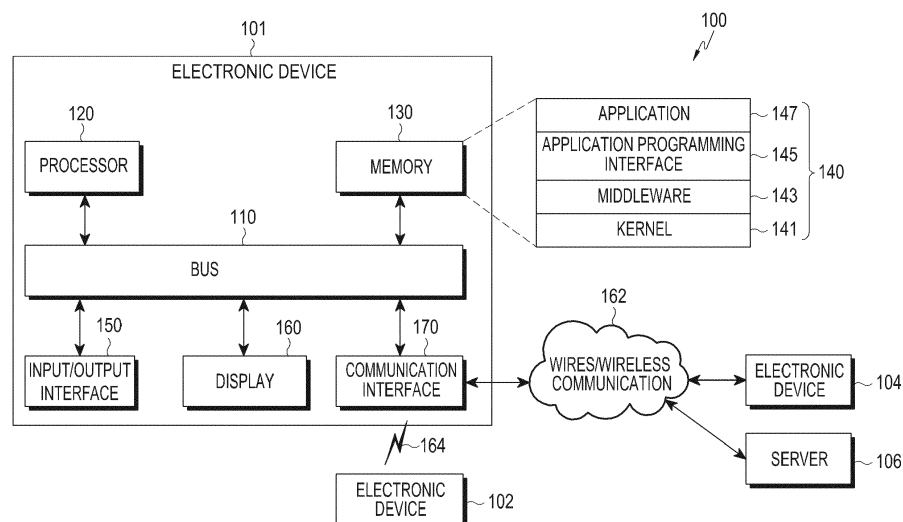 101
100
ELECTRONIC DEVICE
120
130
PROCESSOR
MEMORY
APPLICATION
147
APPLICATION PROGRAMMING
INTERFACE
145
MIDDLEWARE
143
KERNEL
141
140
110
BUS
150
160
170
INPUT/OUTPUT
INTERFACE
DISPLAY
COMMUNICATION
INTERFACE
162
WIRES/WIRELESS
COMMUNICATION
ELECTRONIC
DEVICE
104
SERVER
106
164
ELECTRONIC
DEVICE
102